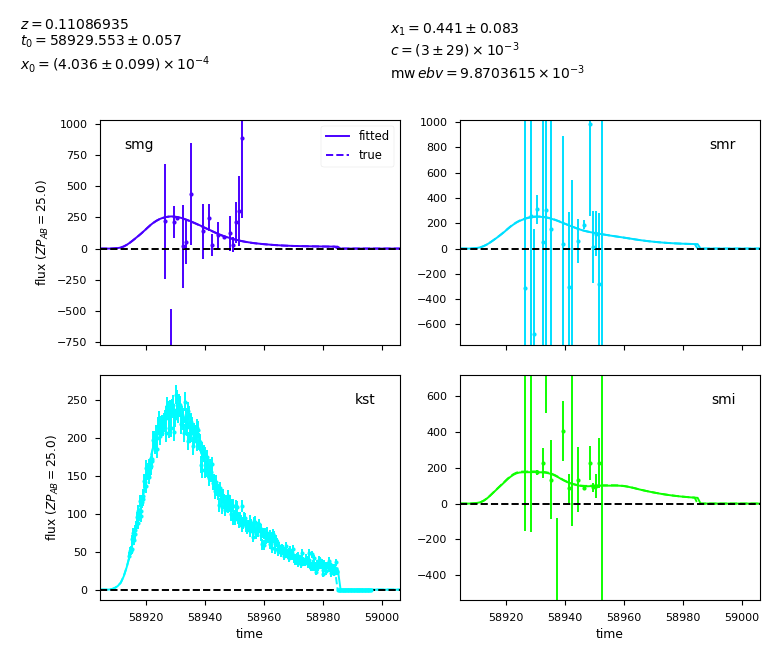 z = 0.11086935
t₀ = 58929.553 ± 0.057
x₀ = (4.036 ± 0.099) × 10⁻⁴
x₁ = 0.441 ± 0.083
c = (3 ± 29) × 10⁻³
mw ebv = 9.8703615 × 10⁻³
smg
fitted
true
1000
750
500
250
0
−250
−500
−750
flux (ZP_AB = 25.0)
smr
1000
800
600
400
200
0
−200
−400
−600
kst
250
200
150
100
50
0
flux (ZP_AB = 25.0)
58920 58940 58960 58980 59000
time
smi
600
400
200
0
−200
−400
58920 58940 58960 58980 59000
time